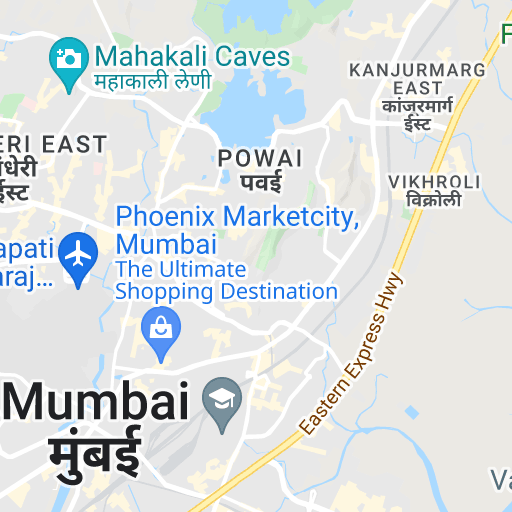 F
Mahakali Caves
महाकाली लेणी
KANJURMARG
EAST
कांजरमार्ग
ईस्ट
ERI EAST
धेरी
ईस्ट
POWAI
पवई
VIKHROLI
विक्रोली
Phoenix Marketcity,
Mumbai
The Ultimate
Shopping Destination
apati
araj...
Eastern Express Hwy
Mumbai
मुंबई
Va